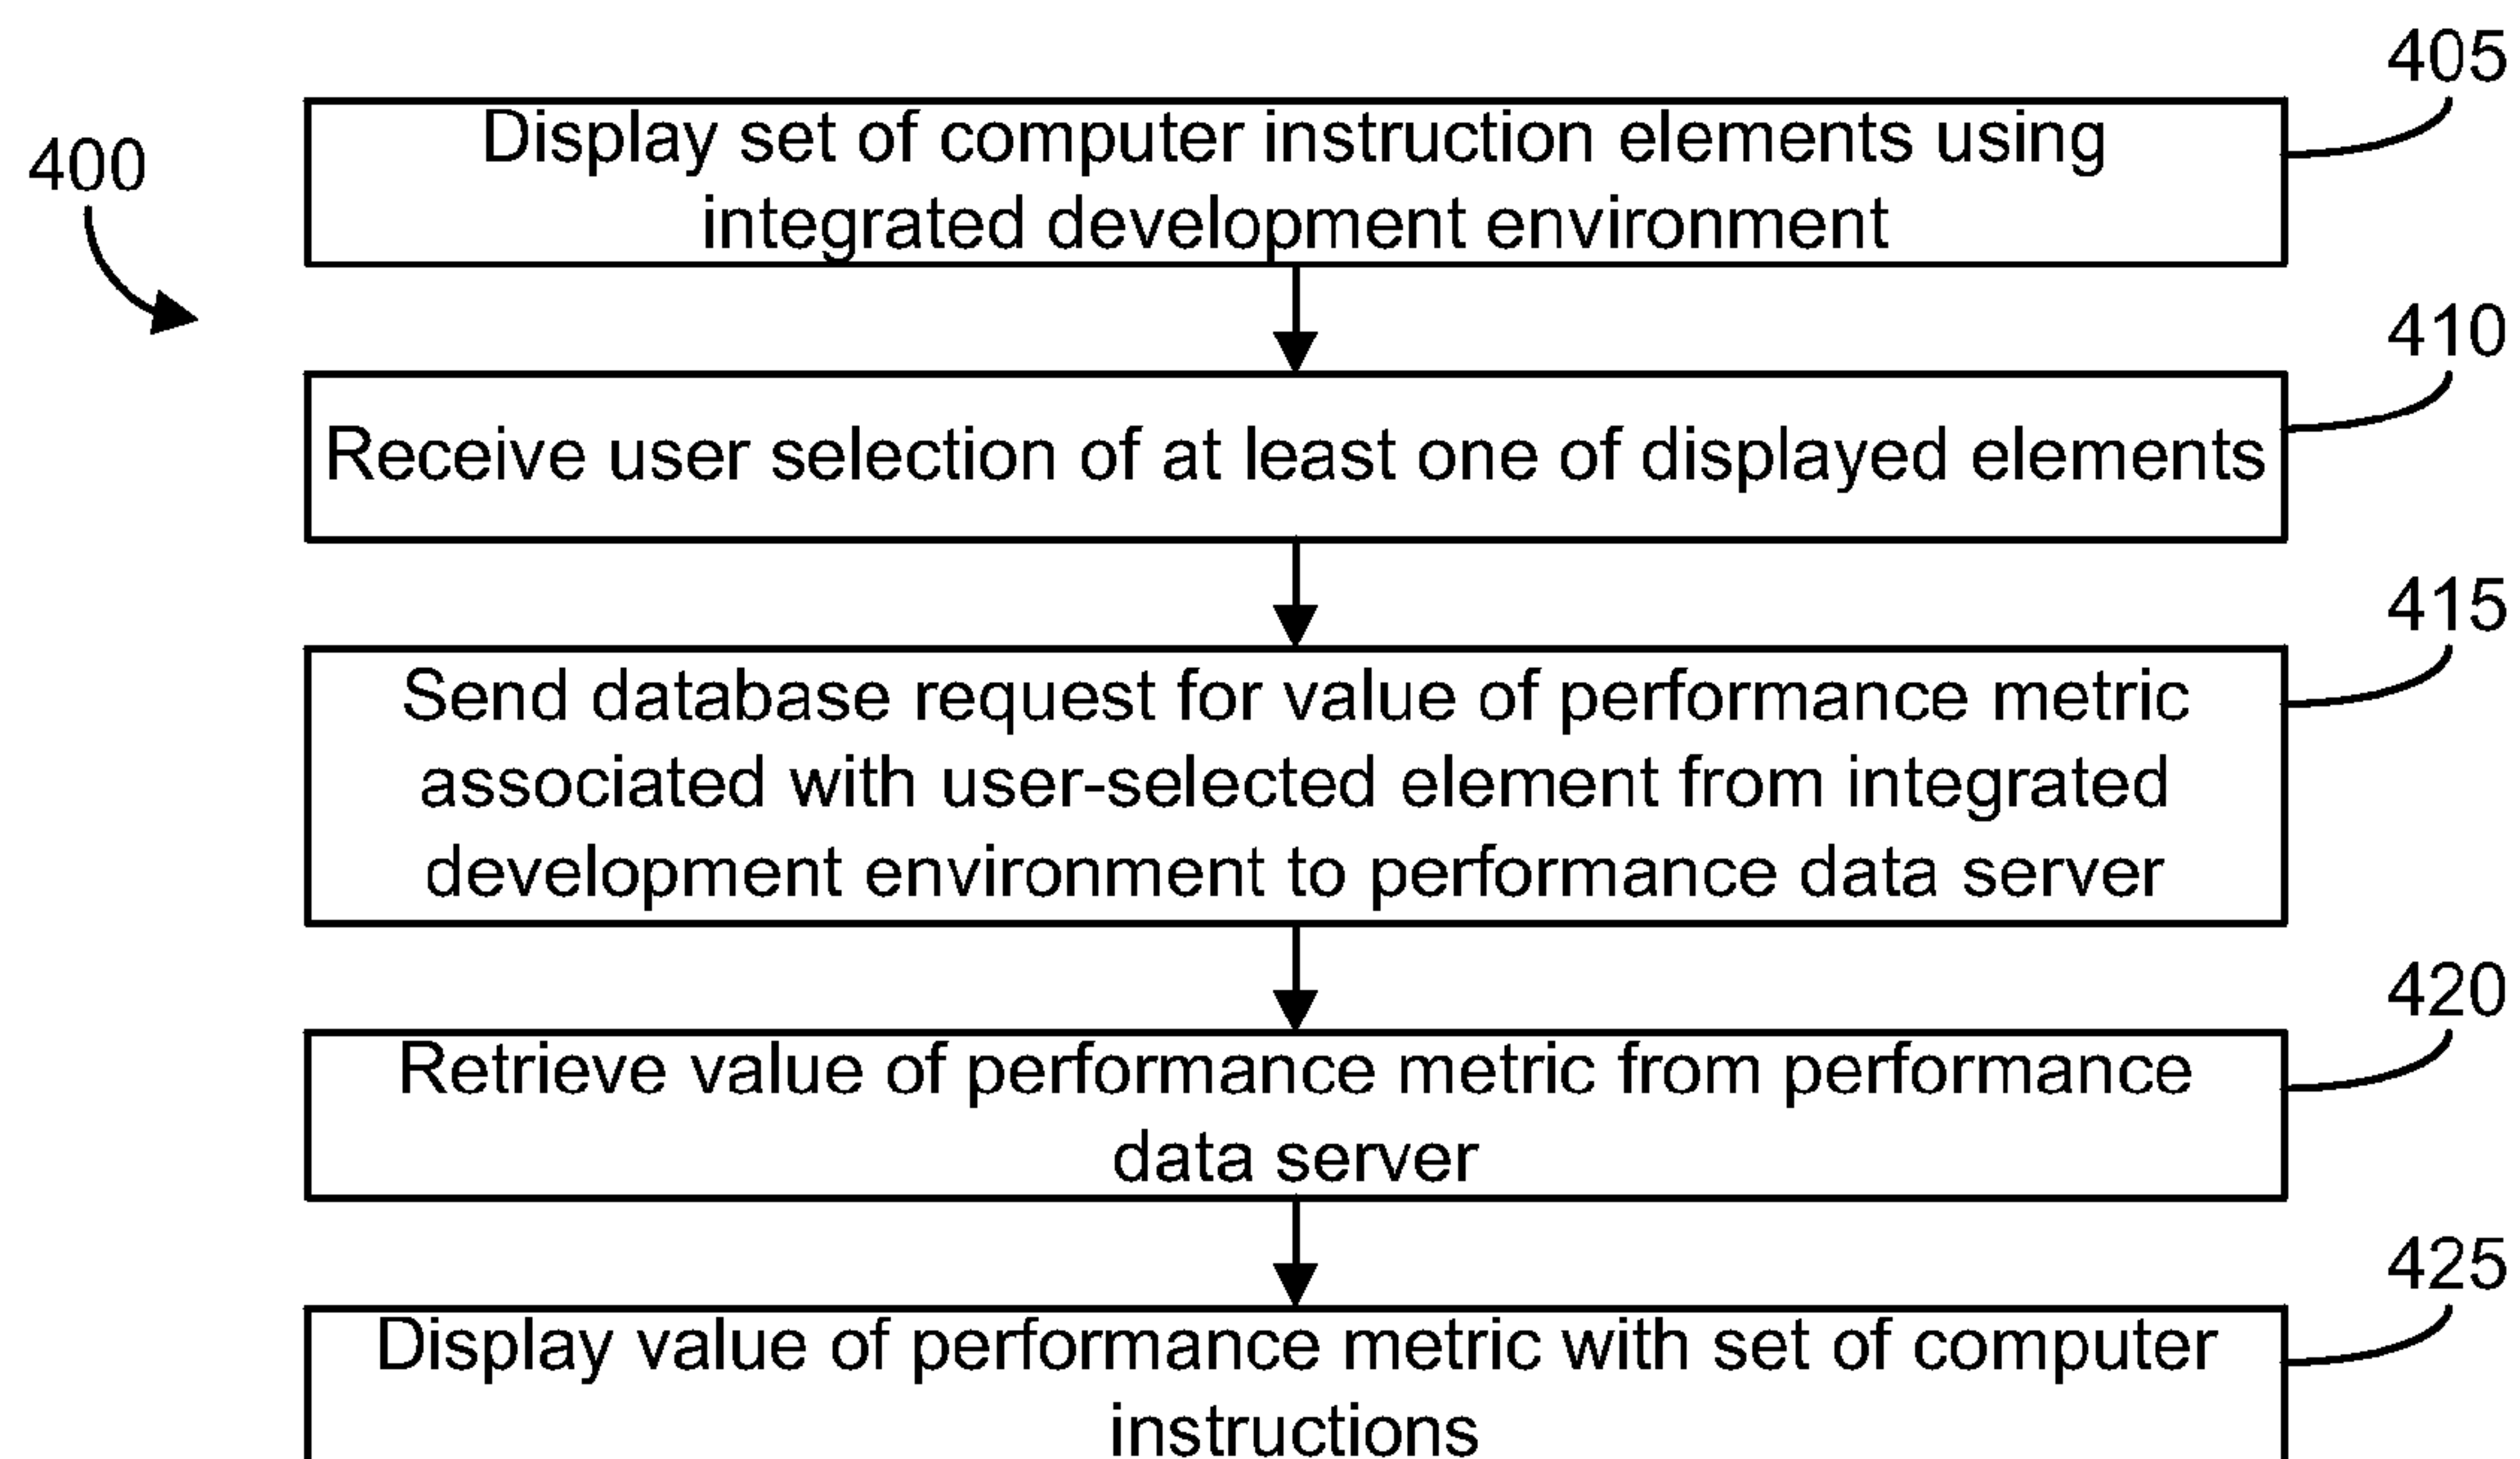 405
Display set of computer instruction elements using
integrated development environment
400
410
Receive user selection of at least one of displayed elements
415
Send database request for value of performance metric
associated with user-selected element from integrated
development environment to performance data server
420
Retrieve value of performance metric from performance
data server
425
Display value of performance metric with set of computer
instructions